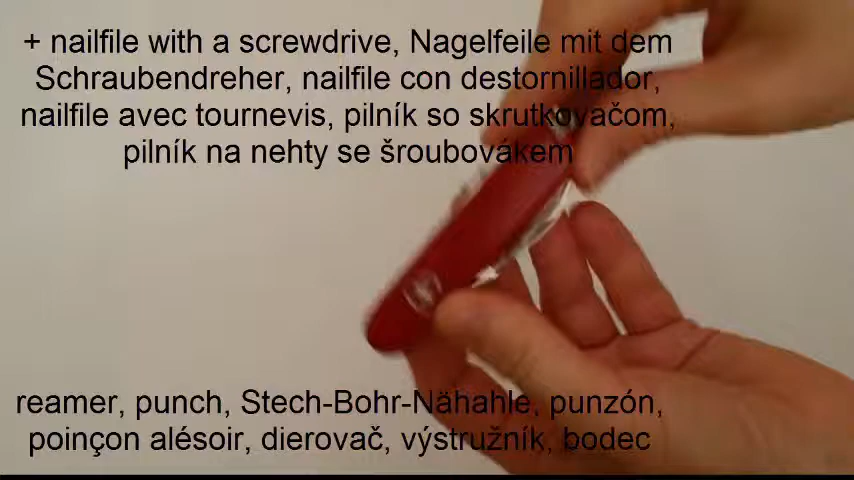 + nailfile with a screwdrive, Nagelfeile mit dem
Schraubendreher, nailfile con destornillador,
nailfile avec tournevis, pilník so skrutkovačom,
pilník na nehty se šroubovákem
reamer, punch, Stech-Bohr-Nähahle, punzón,
poinçon alésoir, dierovač, výstružník, bodec